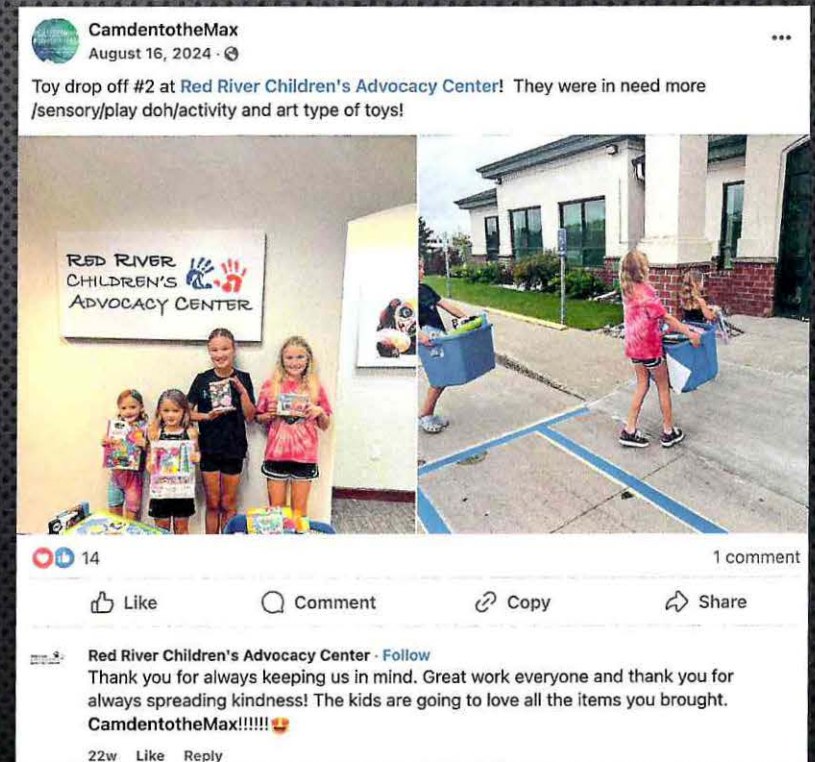 CamdentotheMax
August 16, 2024 ·
Toy drop off #2 at Red River Children's Advocacy Center! They were in need more
/sensory/play doh/activity and art type of toys!
RED RIVER
CHILDREN'S
ADVOCACY CENTER
14
1 comment
Like
Comment
Copy
Share
Red River Children's Advocacy Center · Follow
Thank you for always keeping us in mind. Great work everyone and thank you for
always spreading kindness! The kids are going to love all the items you brought.
CamdentotheMax!!!!!!🤩
22w Like Reply